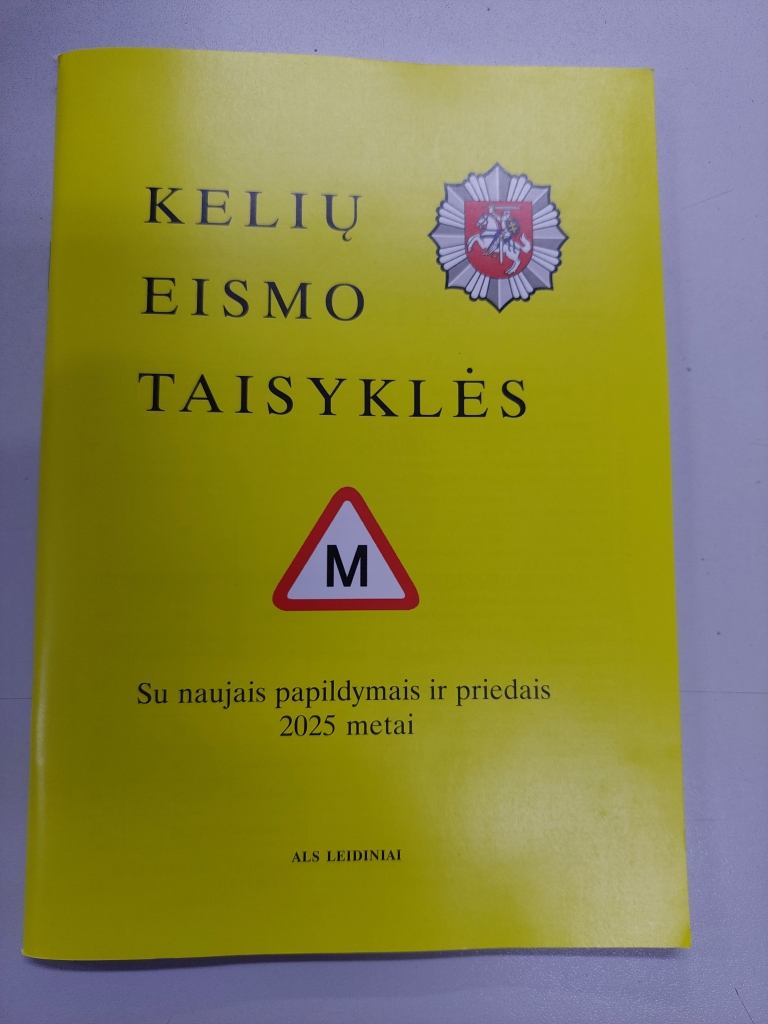 KELIŲ
EISMO
TAISYKLĖS
M
Su naujais papildymais ir priedais
2025 metai
ALS LEIDINIAI